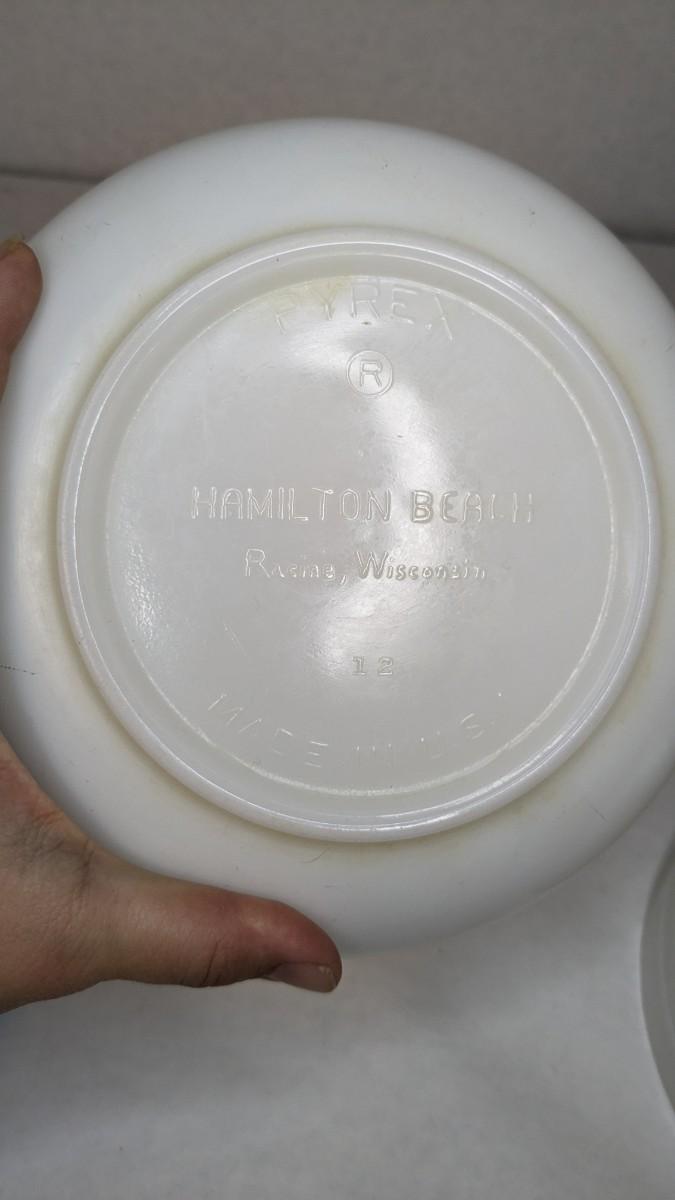 PYREX
®
HAMILTON BEACH
Racine, Wisconsin
12
MADE IN U.S.A.